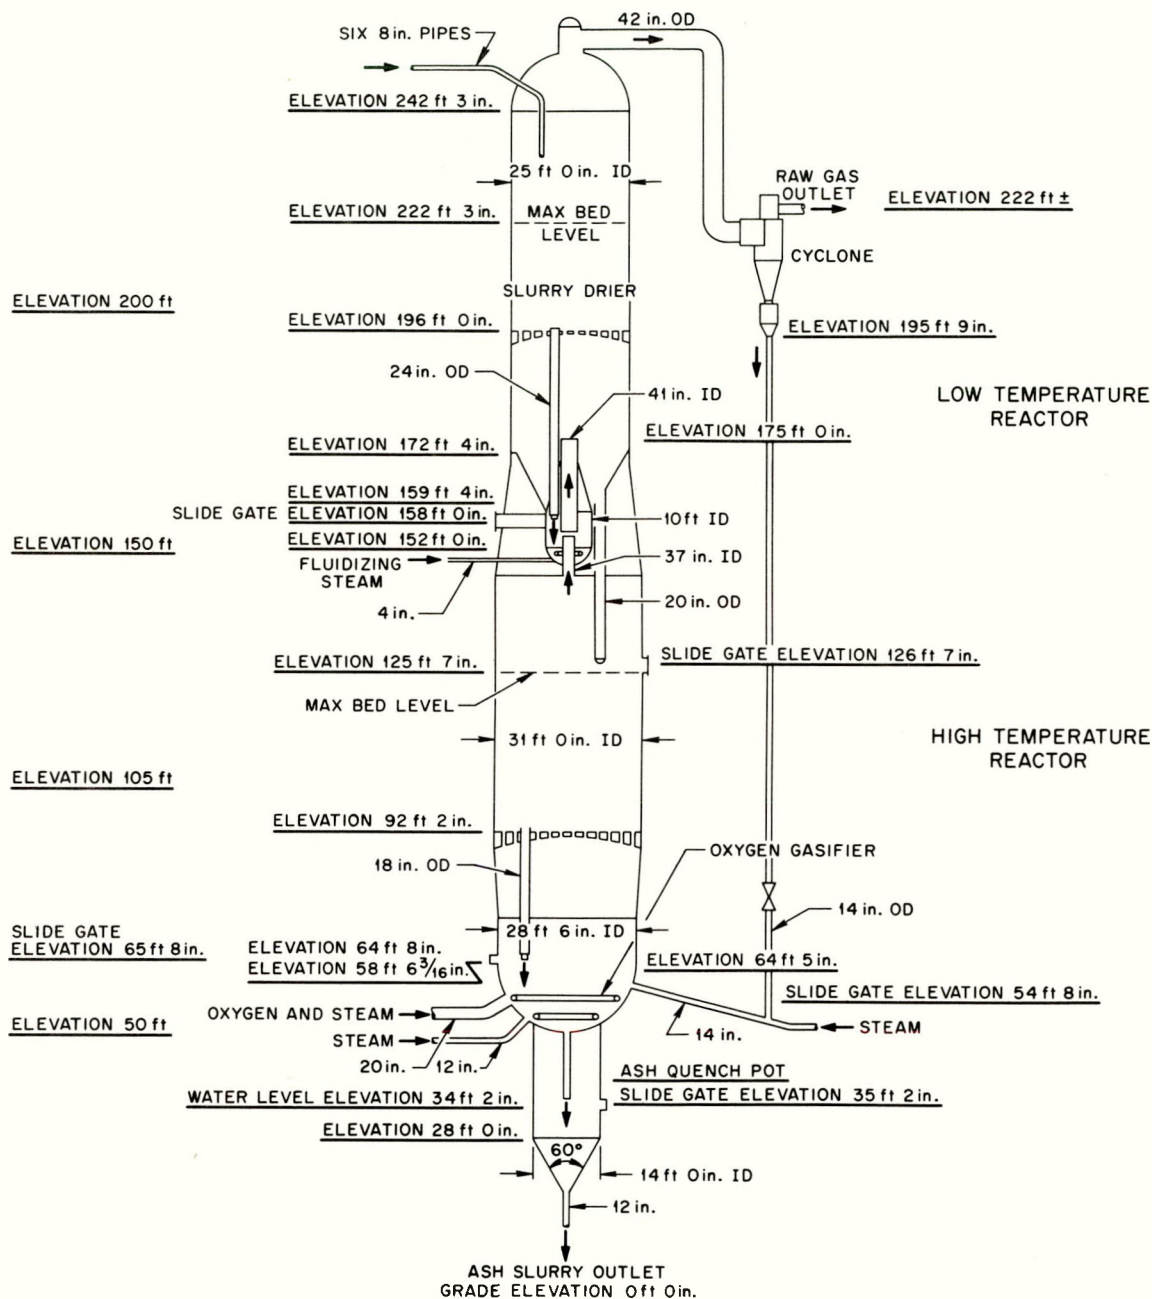 42 in. OD
SIX 8 in. PIPES
ELEVATION 242 ft 3 in.
25 ft 0 in. ID
RAW GAS
OUTLET
ELEVATION 222 ft ±
ELEVATION 222 ft 3 in.
MAX BED
LEVEL
CYCLONE
SLURRY DRIER
ELEVATION 200 ft
ELEVATION 196 ft 0 in.
ELEVATION 195 ft 9 in.
24 in. OD
41 in. ID
LOW TEMPERATURE
REACTOR
ELEVATION 175 ft 0 in.
ELEVATION 172 ft 4 in.
ELEVATION 159 ft 4 in.
SLIDE GATE ELEVATION 158 ft 0 in.
10 ft ID
ELEVATION 152 ft 0 in.
ELEVATION 150 ft
37 in. ID
FLUIDIZING
STEAM
4 in.
20 in. OD
ELEVATION 125 ft 7 in.
SLIDE GATE ELEVATION 126 ft 7 in.
MAX BED LEVEL
31 ft 0 in. ID
HIGH TEMPERATURE
REACTOR
ELEVATION 105 ft
ELEVATION 92 ft 2 in.
OXYGEN GASIFIER
18 in. OD
14 in. OD
SLIDE GATE
ELEVATION 65 ft 8 in.
28 ft 6 in. ID
ELEVATION 64 ft 8 in.
ELEVATION 58 ft 6 3/16 in.
ELEVATION 64 ft 5 in.
SLIDE GATE ELEVATION 54 ft 8 in.
OXYGEN AND STEAM
ELEVATION 50 ft
STEAM
14 in.
STEAM
20 in.
12 in.
ASH QUENCH POT
SLIDE GATE ELEVATION 35 ft 2 in.
WATER LEVEL ELEVATION 34 ft 2 in.
ELEVATION 28 ft 0 in.
60°
14 ft 0 in. ID
12 in.
ASH SLURRY OUTLET
GRADE ELEVATION 0 ft 0 in.